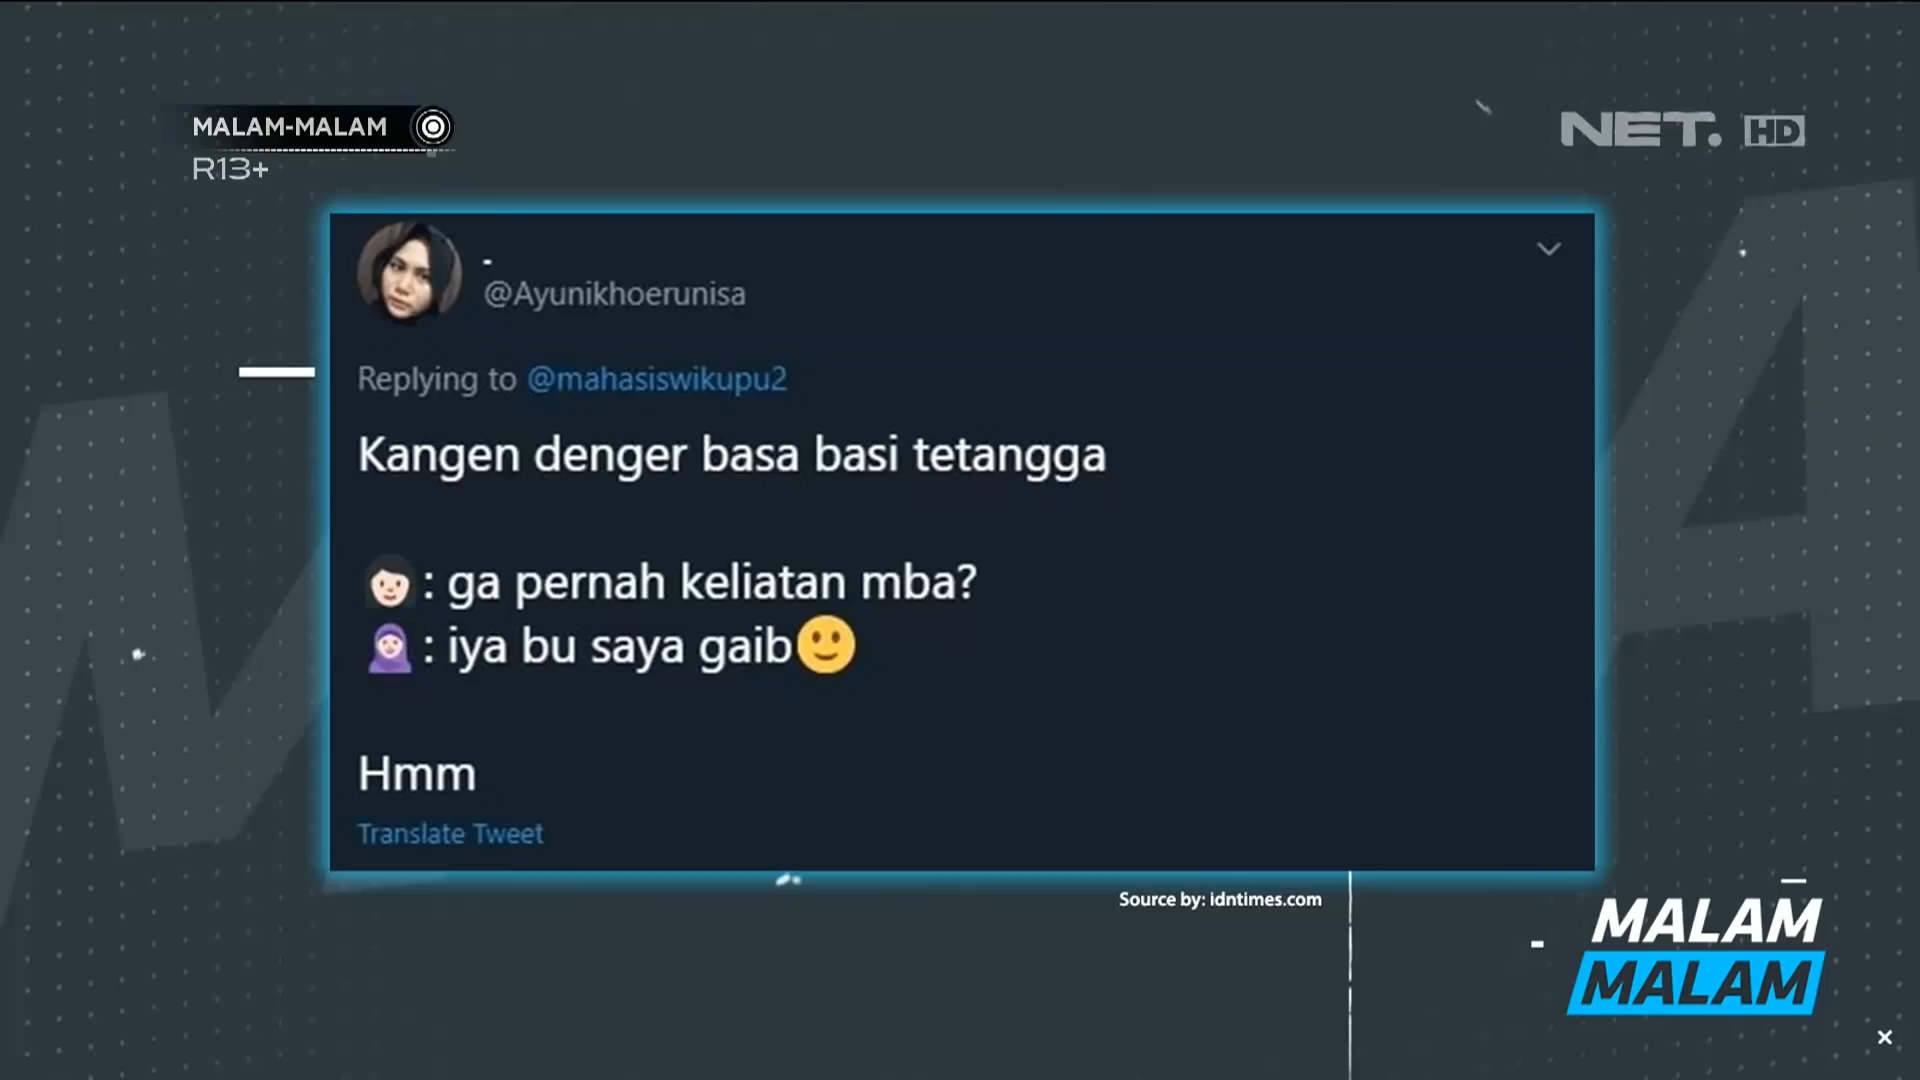 MALAM-MALAM
R13+
NET. HD
-
@Ayunikhoerunisa
Replying to @mahasiswikupu2
Kangen denger basa basi tetangga
: ga pernah keliatan mba?
: iya bu saya gaib🙂
Hmm
Translate Tweet
Source by: idntimes.com
MALAM
MALAM